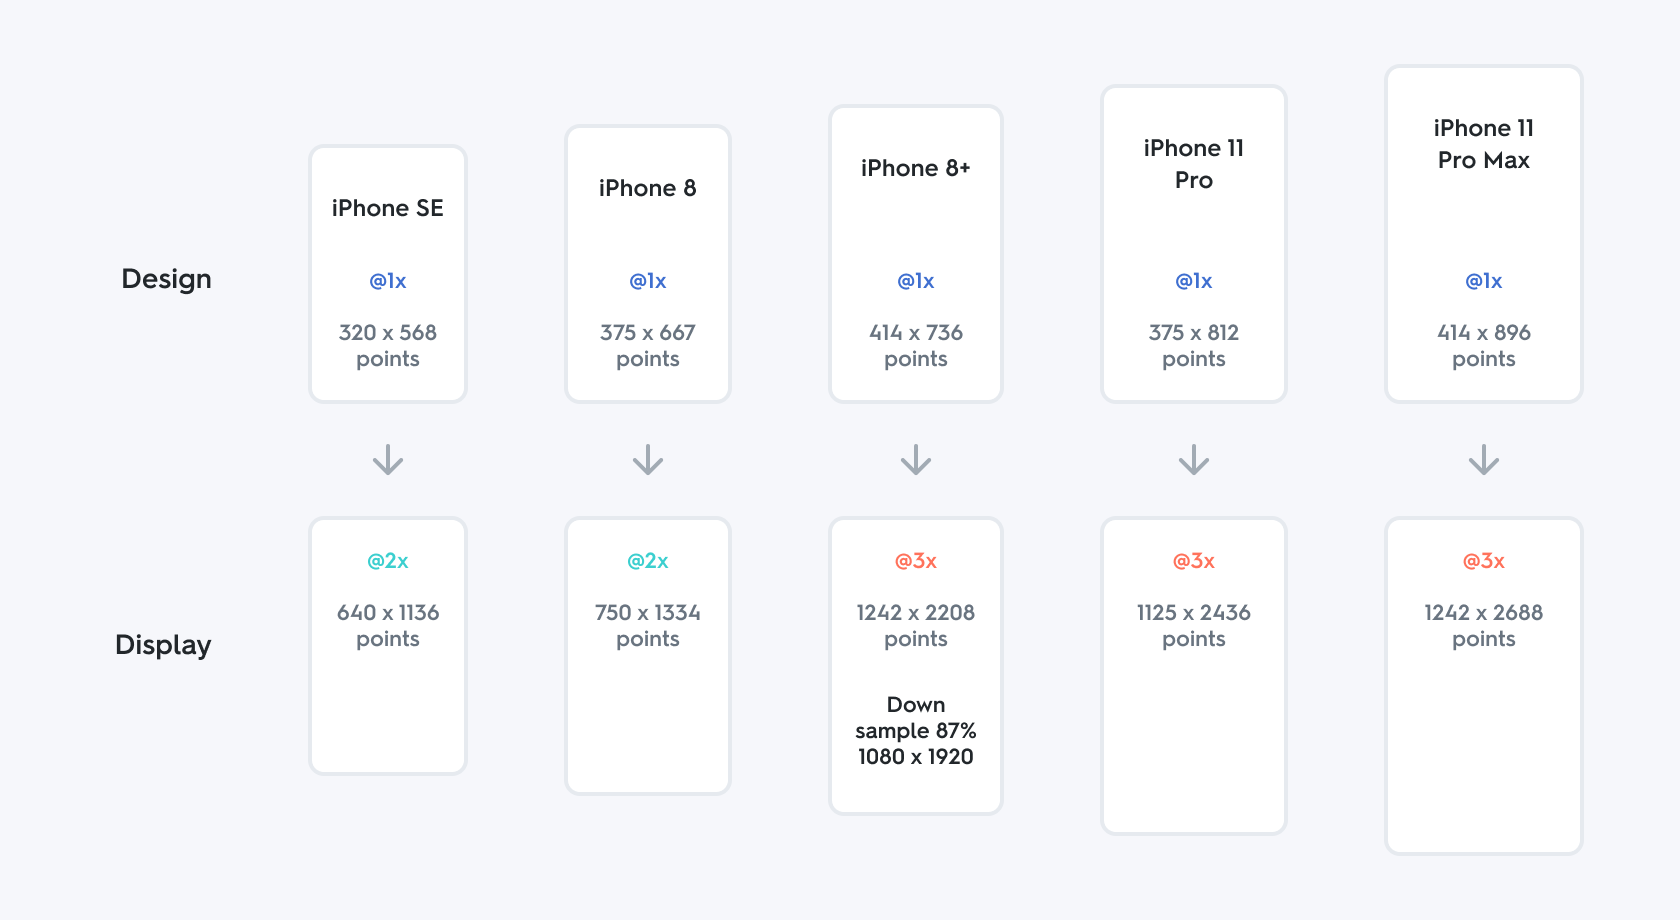 Design
iPhone SE
@1x
320 x 568
points
iPhone 8
@1x
375 x 667
points
iPhone 8+
@1x
414 x 736
points
iPhone 11
Pro
@1x
375 x 812
points
iPhone 11
Pro Max
@1x
414 x 896
points
Display
@2x
640 x 1136
points
@2x
750 x 1334
points
@3x
1242 x 2208
points
Down
sample 87%
1080 x 1920
@3x
1125 x 2436
points
@3x
1242 x 2688
points